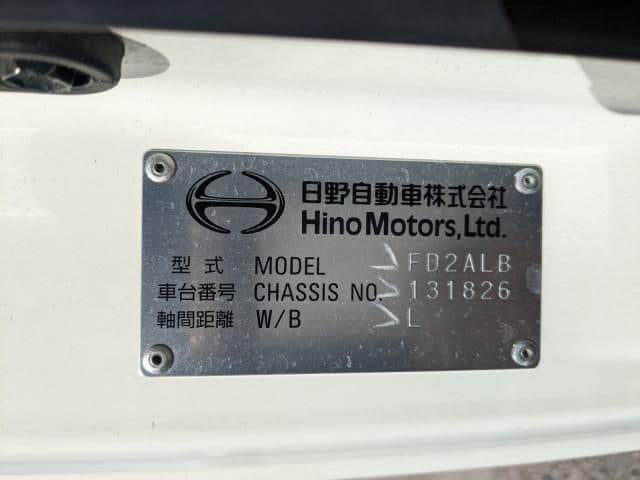 日野自動車株式会社
Hino Motors, Ltd.
型式 MODEL FD2ALB
車台番号 CHASSIS NO. 131826
軸間距離 W/B L